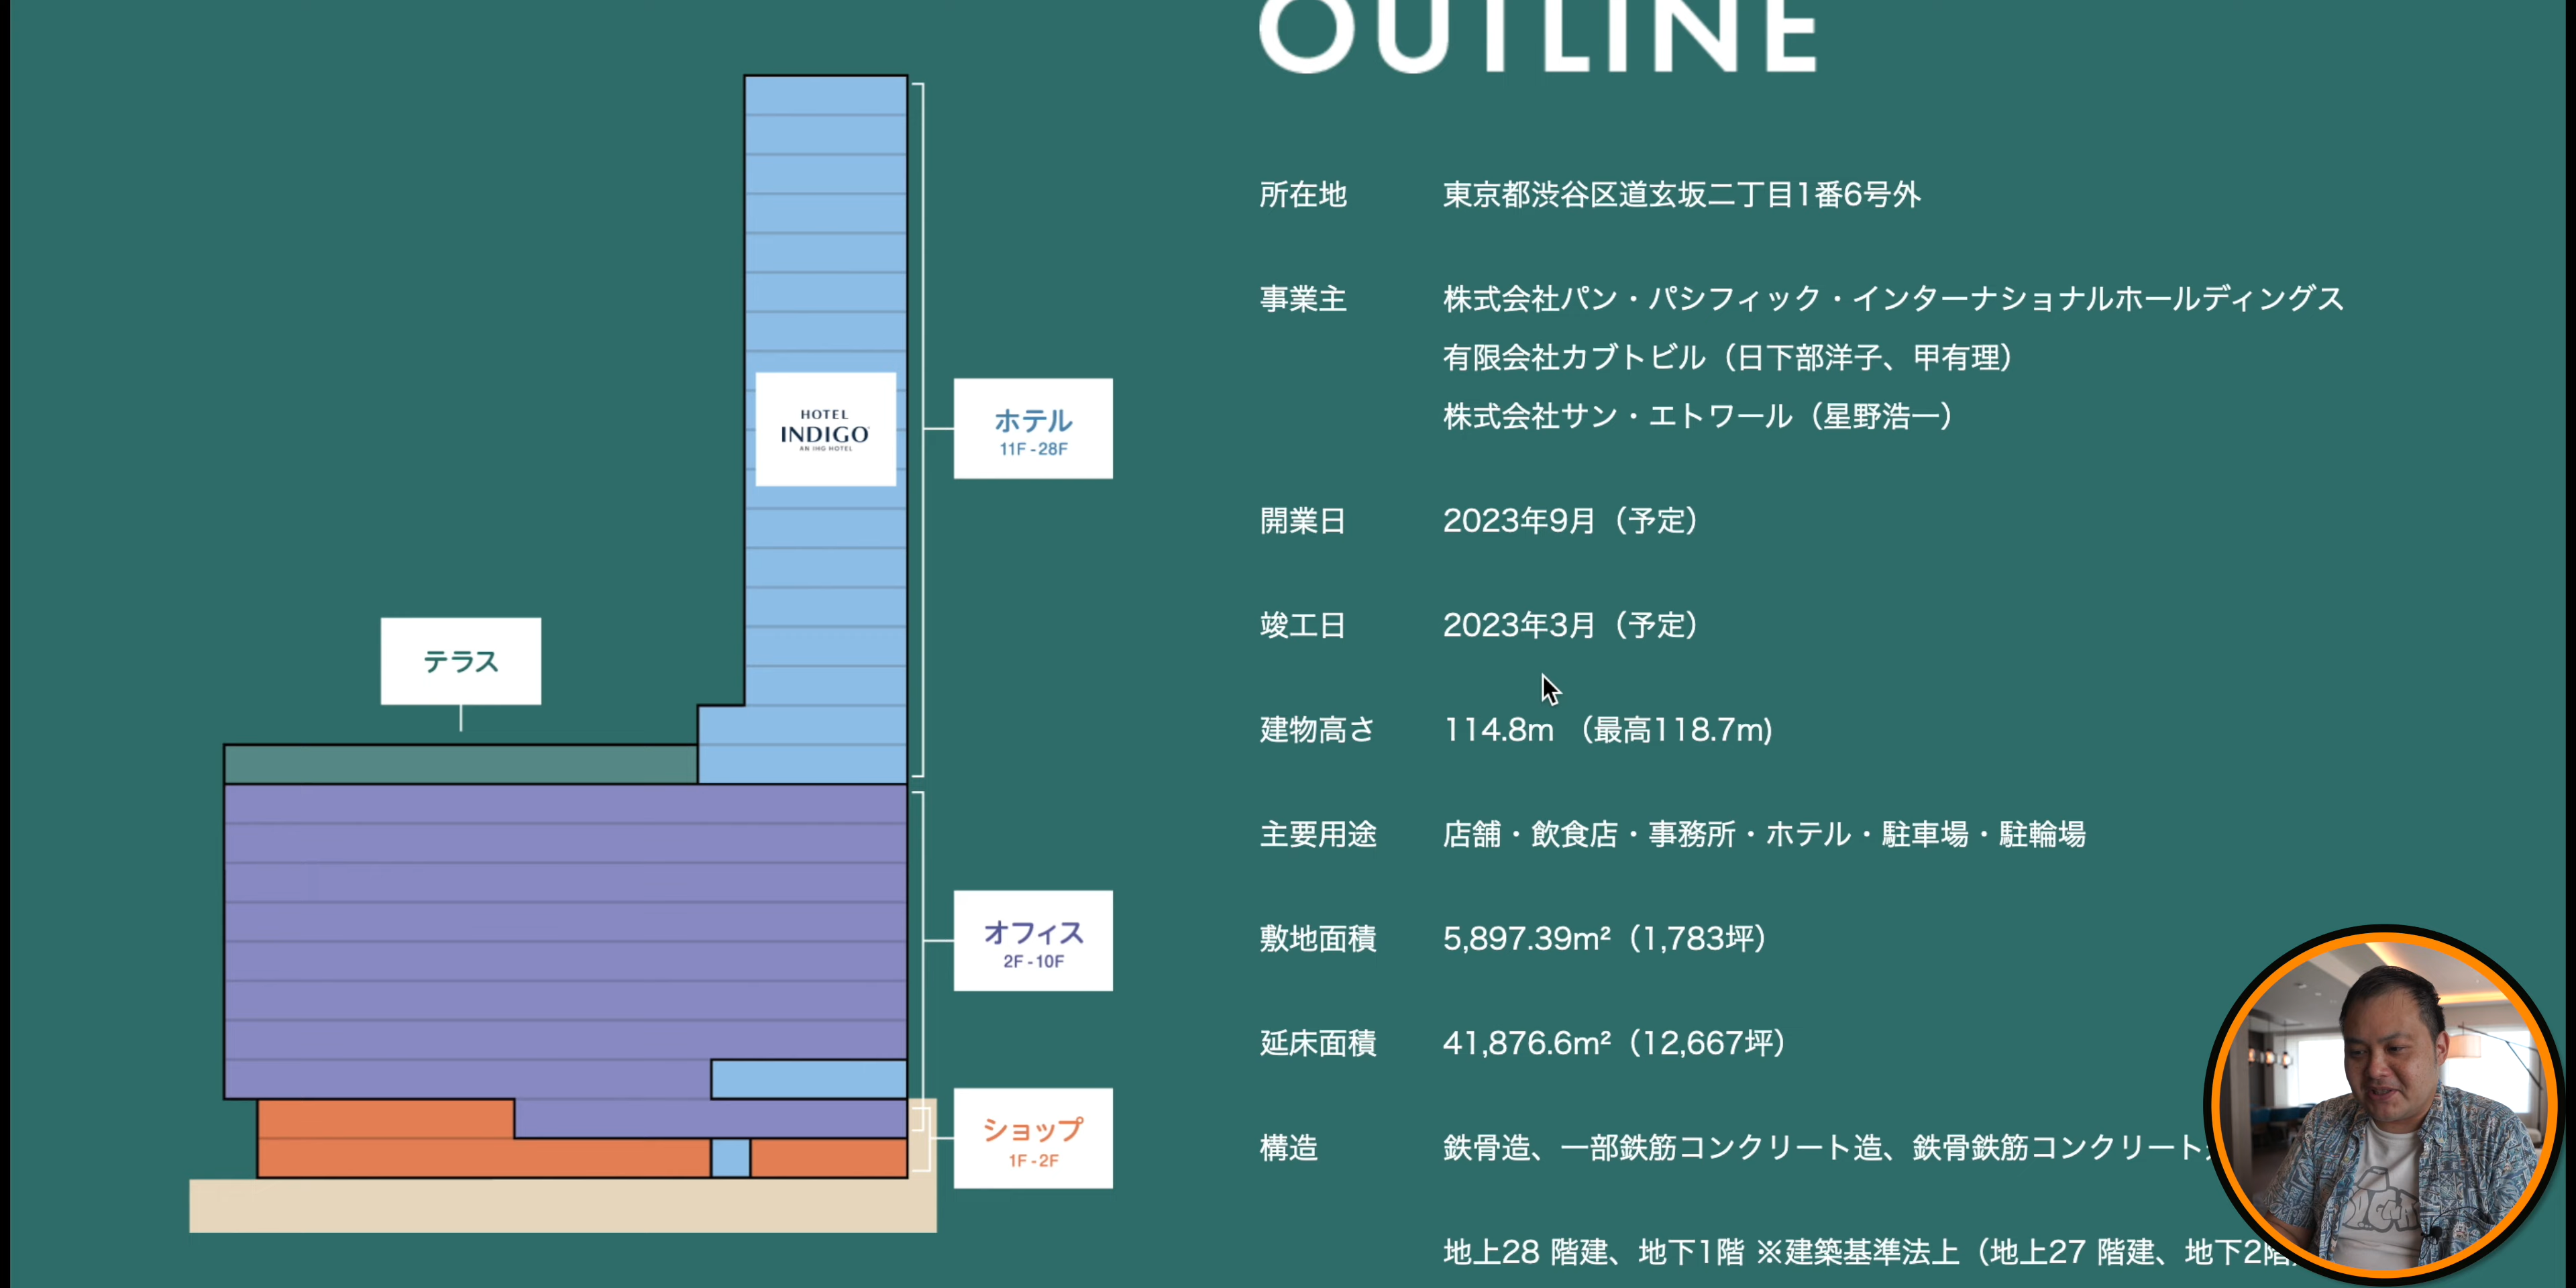 OUTLINE
HOTEL
INDIGO
AN IHG HOTEL
ホテル
11F-28F
テラス
オフィス
2F-10F
ショップ
1F-2F
所在地 東京都渋谷区道玄坂二丁目1番6号外
事業主 株式会社パン・パシフィック・インターナショナルホールディングス
有限会社カブトビル（日下部洋子、甲有理）
株式会社サン・エトワール（星野浩一）
開業日 2023年9月（予定）
竣工日 2023年3月（予定）
建物高さ 114.8m （最高118.7m)
主要用途 店舗・飲食店・事務所・ホテル・駐車場・駐輪場
敷地面積 5,897.39m²（1,783坪）
延床面積 41,876.6m²（12,667坪）
構造 鉄骨造、一部鉄筋コンクリート造、鉄骨鉄筋コンクリート
地上28 階建、地下1階 ※建築基準法上（地上27 階建、地下2階